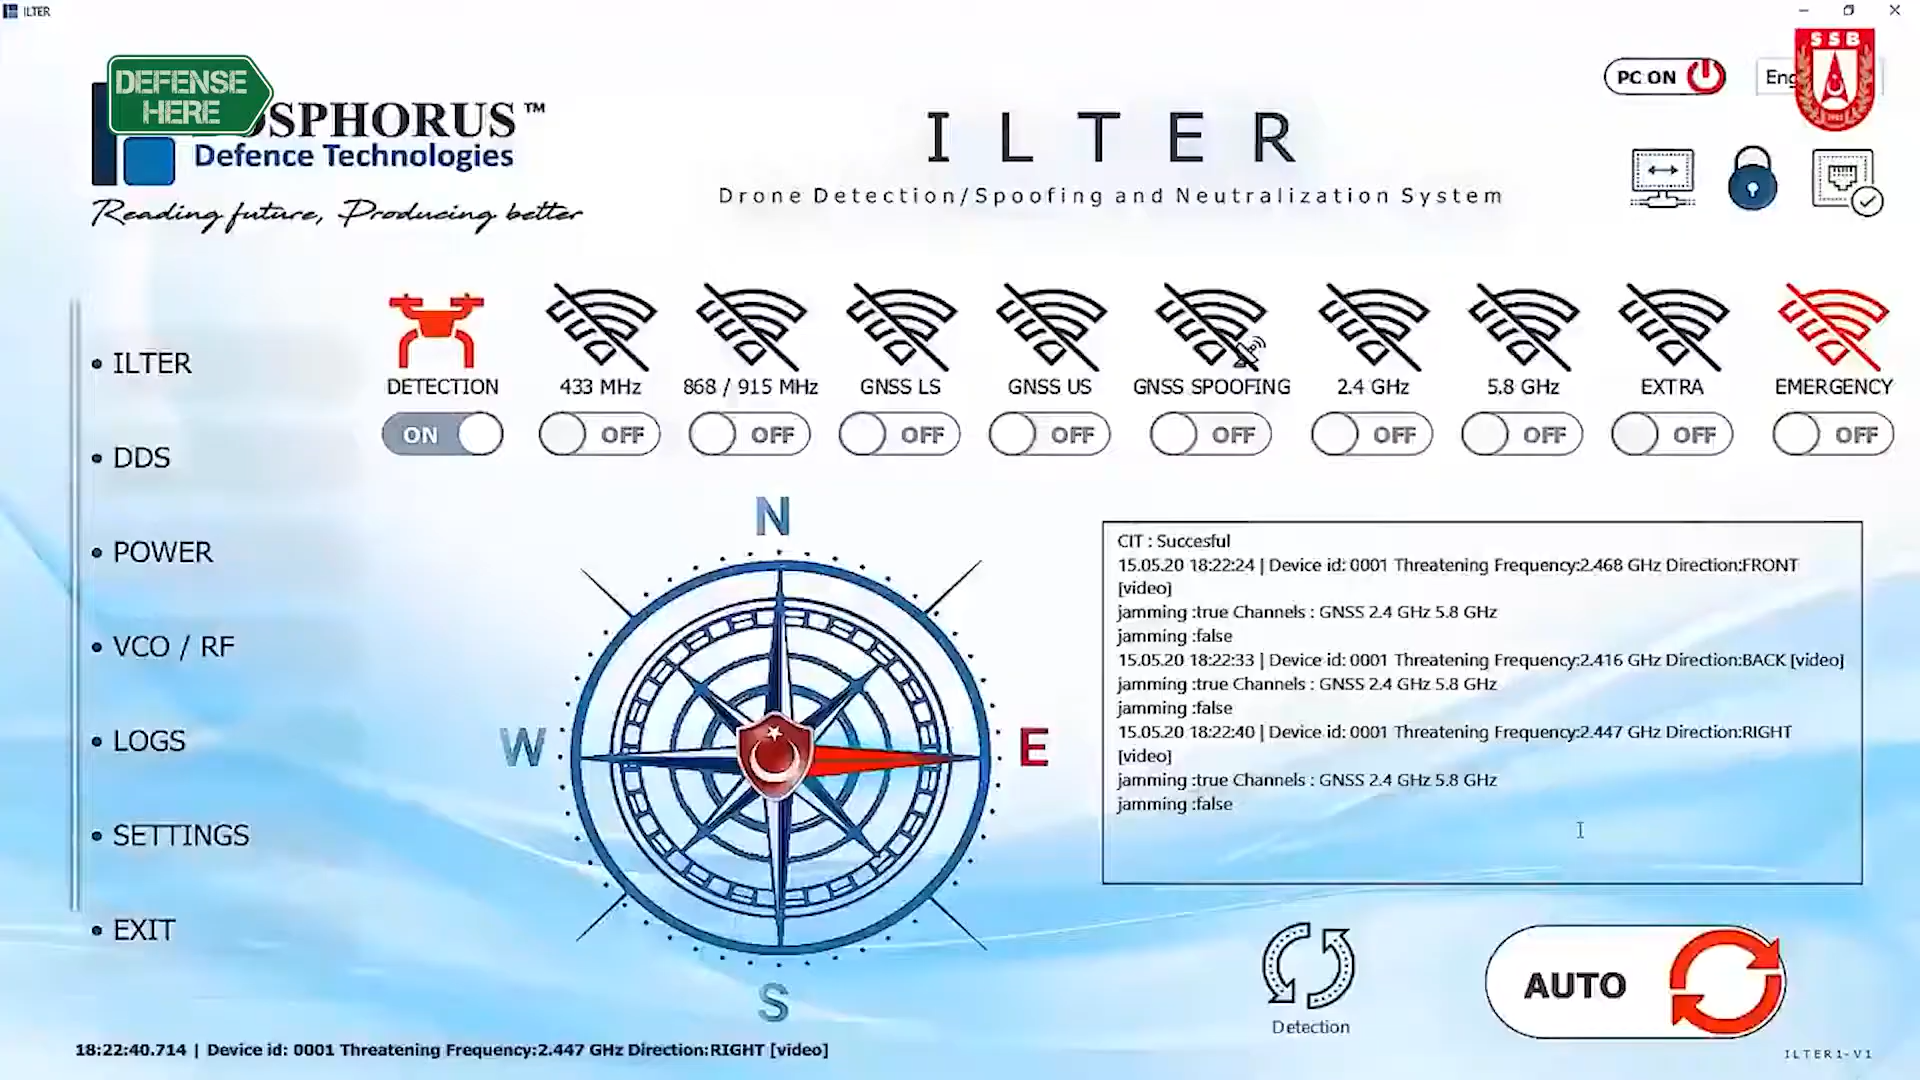 ILTER
DEFENSE
HERE
OSPHORUS™
Defence Technologies
Reading future, Producing better
I L T E R
Drone Detection/Spoofing and Neutralization System
PC ON
Eng
SSB
ILTER
DDS
POWER
VCO / RF
LOGS
SETTINGS
EXIT
DETECTION
433 MHz
868 / 915 MHz
GNSS LS
GNSS US
GNSS SPOOFING
2.4 GHz
5.8 GHz
EXTRA
EMERGENCY
ON
OFF
OFF
OFF
OFF
OFF
OFF
OFF
OFF
OFF
N
W
E
S
CIT : Succesful
15.05.20 18:22:24 | Device id: 0001 Threatening Frequency:2.468 GHz Direction:FRONT
[video]
jamming :true Channels : GNSS 2.4 GHz 5.8 GHz
jamming :false
15.05.20 18:22:33 | Device id: 0001 Threatening Frequency:2.416 GHz Direction:BACK [video]
jamming :true Channels : GNSS 2.4 GHz 5.8 GHz
jamming :false
15.05.20 18:22:40 | Device id: 0001 Threatening Frequency:2.447 GHz Direction:RIGHT
[video]
jamming :true Channels : GNSS 2.4 GHz 5.8 GHz
jamming :false
Detection
AUTO
18:22:40.714 | Device id: 0001 Threatening Frequency:2.447 GHz Direction:RIGHT [video]
ILTER1-V1